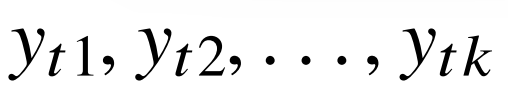 y_{t1}, y_{t2}, . . . , y_{tk}